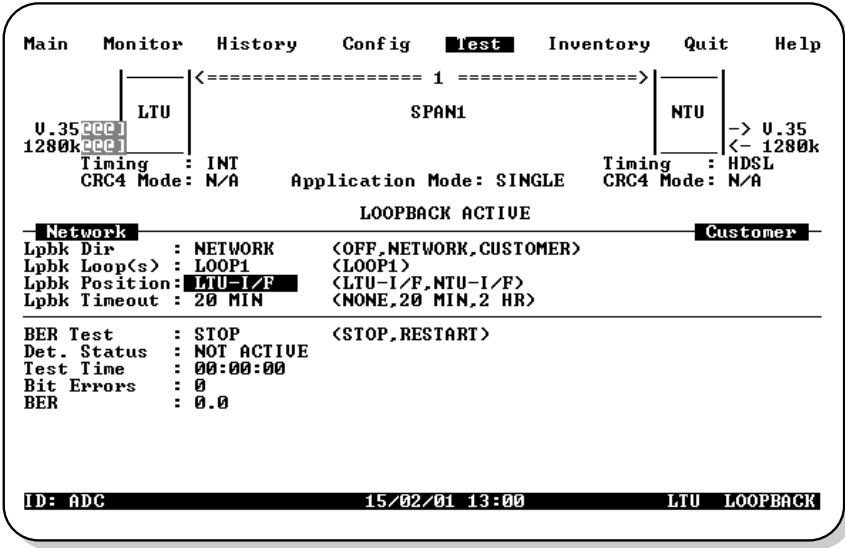 Main Monitor History Config Test Inventory Quit Help
<==================== 1 =================>
LTU SPAN1 NTU
V.35 -> V.35
1280k <- 1280k
Timing : INT Timing : HDSL
CRC4 Mode: N/A Application Mode: SINGLE CRC4 Mode: N/A
LOOPBACK ACTIVE
Network Customer
Lpbk Dir : NETWORK (OFF,NETWORK,CUSTOMER)
Lpbk Loop(s) : LOOP1 (LOOP1)
Lpbk Position: LTU-I/F (LTU-I/F,NTU-I/F)
Lpbk Timeout : 20 MIN (NONE,20 MIN,2 HR)
BER Test : STOP (STOP,RESTART)
Det. Status : NOT ACTIVE
Test Time : 00:00:00
Bit Errors : 0
BER : 0.0
ID: ADC 15/02/01 13:00 LTU LOOPBACK